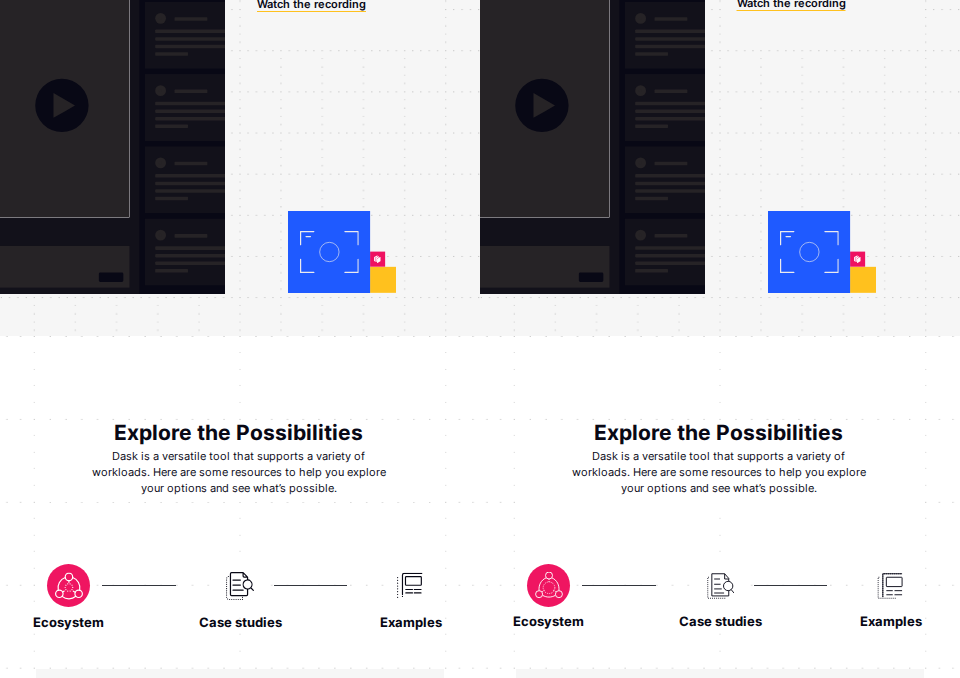 Watch the recording
Watch the recording
Explore the Possibilities
Dask is a versatile tool that supports a variety of
workloads. Here are some resources to help you explore
your options and see what's possible.
Explore the Possibilities
Dask is a versatile tool that supports a variety of
workloads. Here are some resources to help you explore
your options and see what's possible.
Ecosystem
Case studies
Examples
Ecosystem
Case studies
Examples